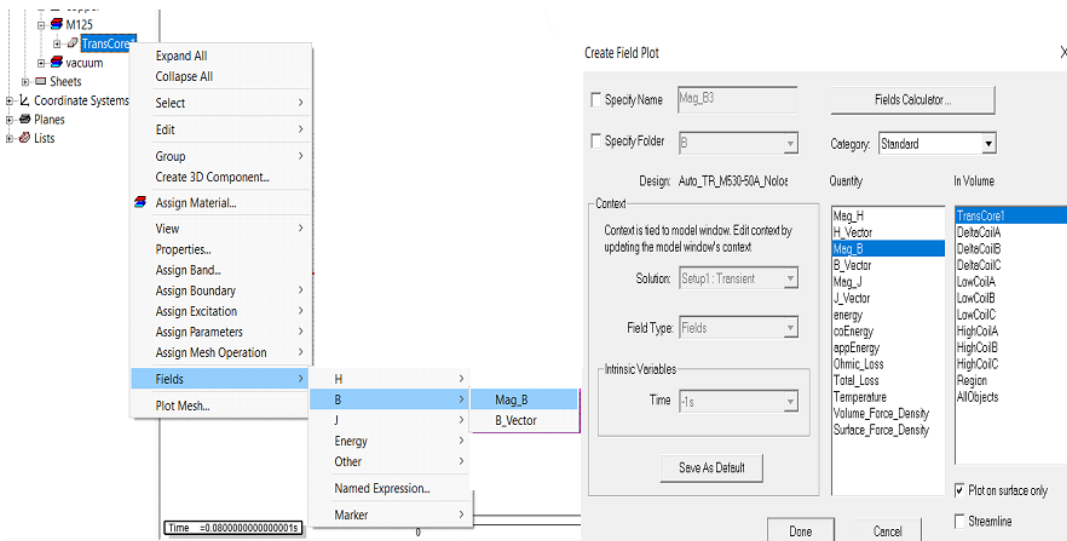 copper
M125
TransCore1
vacuum
Sheets
Coordinate Systems
Planes
Lists
Expand All
Collapse All
Select
Edit
Group
Create 3D Component...
Assign Material...
View
Properties...
Assign Band...
Assign Boundary
Assign Excitation
Assign Parameters
Assign Mesh Operation
Fields
Plot Mesh...
H
B
J
Energy
Other
Named Expression...
Marker
Mag_B
B_Vector
Time =0.0800000000000001s
0
Create Field Plot
Specify Name Mag_B3
Fields Calculator ...
Specify Folder B
Category: Standard
Design: Auto_TR_M530-50A_Nolos
Quantity
In Volume
Context
Context is tied to model window. Edit context by
updating the model window's context
Solution: Setup1 : Transient
Field Type: Fields
Intrinsic Variables
Time -1s
Save As Default
Mag_H
H_Vector
Mag_B
B_Vector
Mag_J
J_Vector
energy
coEnergy
appEnergy
Ohmic_Loss
Total_Loss
Temperature
Volume_Force_Density
Surface_Force_Density
TransCore1
DeltaCoilA
DeltaCoilB
DeltaCoilC
LowCoilA
LowCoilB
LowCoilC
HighCoilA
HighCoilB
HighCoilC
Region
AllObjects
Plot on surface only
Streamline
Done
Cancel